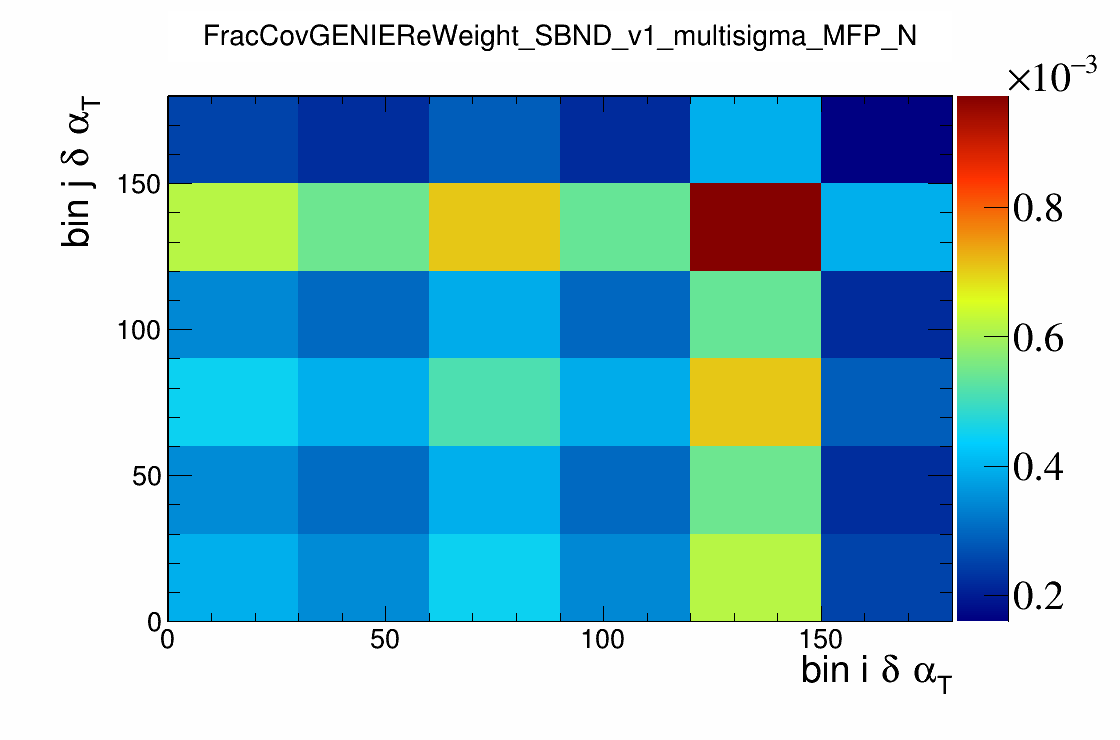 FracCovGENIEReWeight_SBND_v1_multisigma_MFP_N
×10⁻³
bin j δ α_T
150
100
50
0
0 50 100 150
bin i δ α_T
0.8
0.6
0.4
0.2